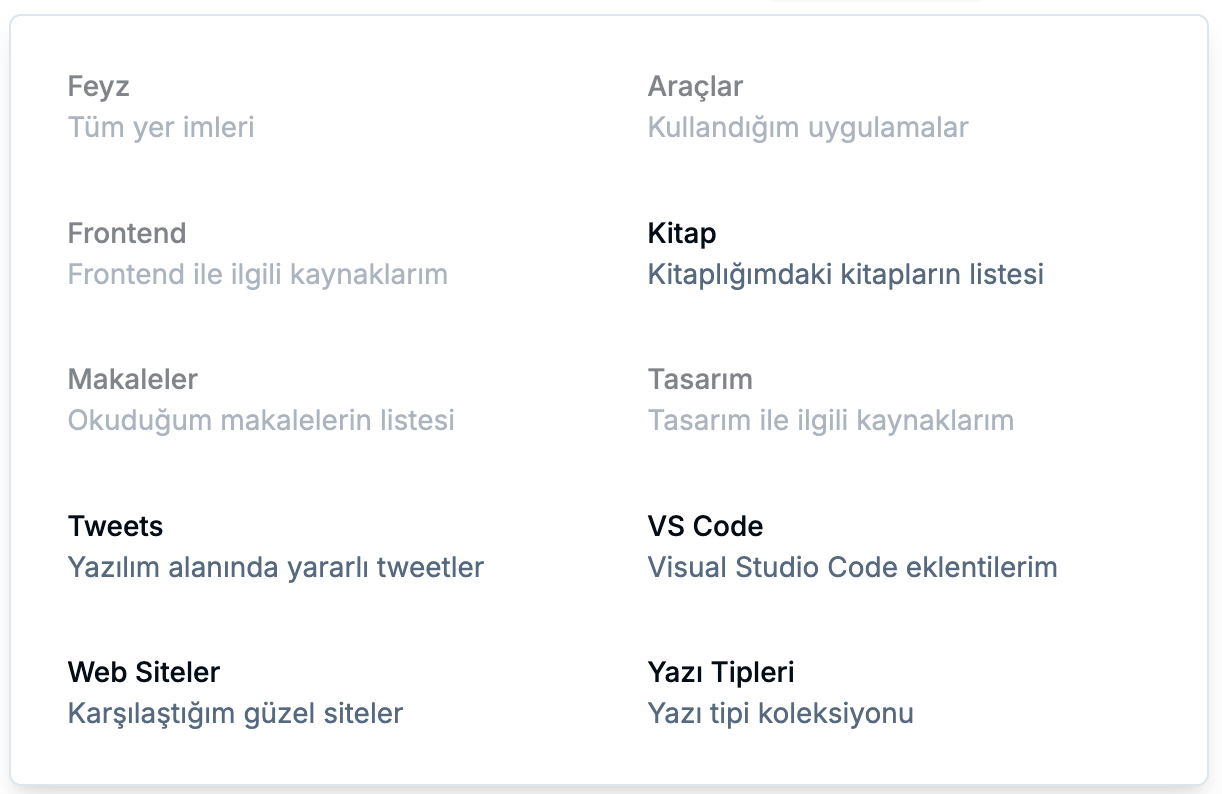 Feyz
Tüm yer imleri
Araçlar
Kullandığım uygulamalar
Frontend
Frontend ile ilgili kaynaklarım
Kitap
Kitaplığımdaki kitapların listesi
Makaleler
Okuduğum makalelerin listesi
Tasarım
Tasarım ile ilgili kaynaklarım
Tweets
Yazılım alanında yararlı tweetler
VS Code
Visual Studio Code eklentilerim
Web Siteler
Karşılaştığım güzel siteler
Yazı Tipleri
Yazı tipi koleksiyonu